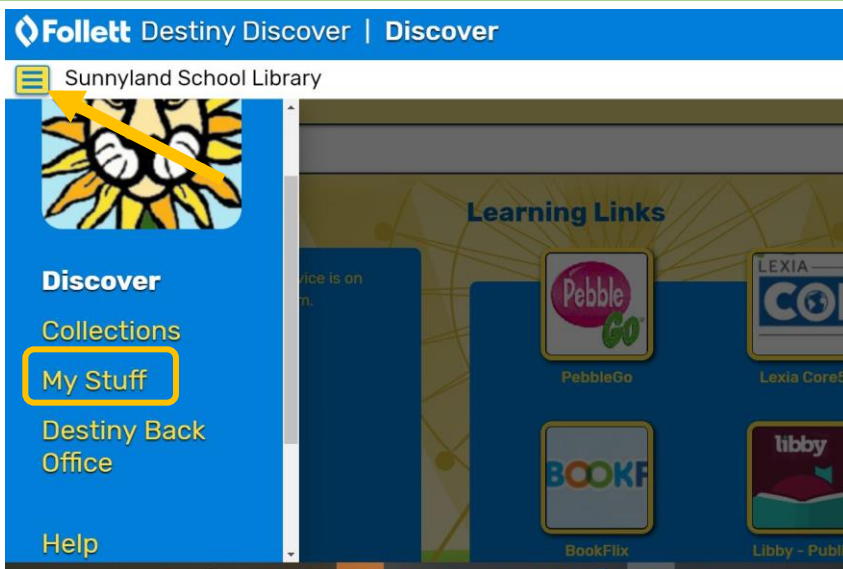 Follett Destiny Discover | Discover
Sunnyland School Library
Learning Links
Discover
Collections
My Stuff
Destiny Back
Office
Help
vice is on
m.
Pebble
Go
PebbleGo
LEXIA
CO
Lexia Core5
BOOKF
BookFlix
libby
Libby - Publi